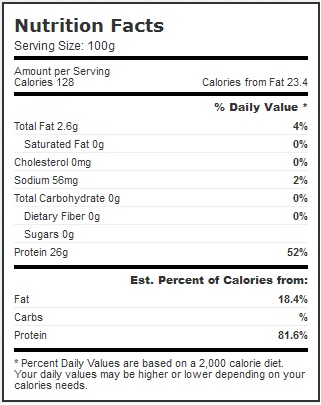 Nutrition Facts
Serving Size: 100g
Amount per Serving
Calories 128 Calories from Fat 23.4
% Daily Value *
Total Fat 2.6g 4%
Saturated Fat 0g 0%
Cholesterol 0mg 0%
Sodium 56mg 2%
Total Carbohydrate 0g 0%
Dietary Fiber 0g 0%
Sugars 0g
Protein 26g 52%
Est. Percent of Calories from:
Fat 18.4%
Carbs %
Protein 81.6%
* Percent Daily Values are based on a 2,000 calorie diet.
Your daily values may be higher or lower depending on your
calories needs.